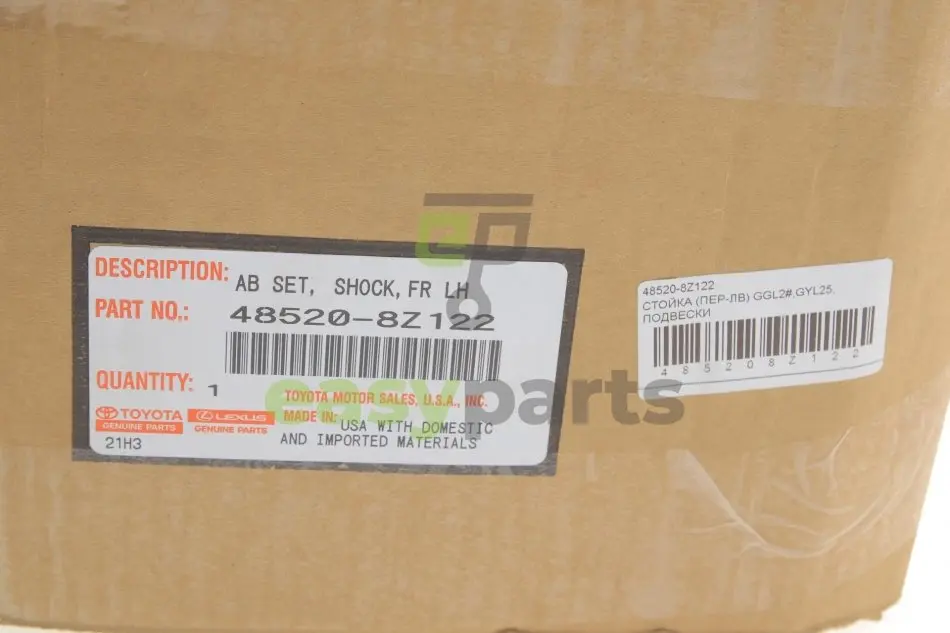 DESCRIPTION: AB SET, SHOCK, FR LH
PART NO.: 48520-8Z122
QUANTITY: 1
TOYOTA MOTOR SALES, U.S.A., INC.
TOYOTA
GENUINE PARTS
LEXUS
GENUINE PARTS
MADE IN: USA WITH DOMESTIC
AND IMPORTED MATERIALS
21H3
48520-8Z122
СТОЙКА (ПЕР-ЛВ) GGL2#,GYL25,
ПОДВЕСКИ
485208Z122
ep
easyparts